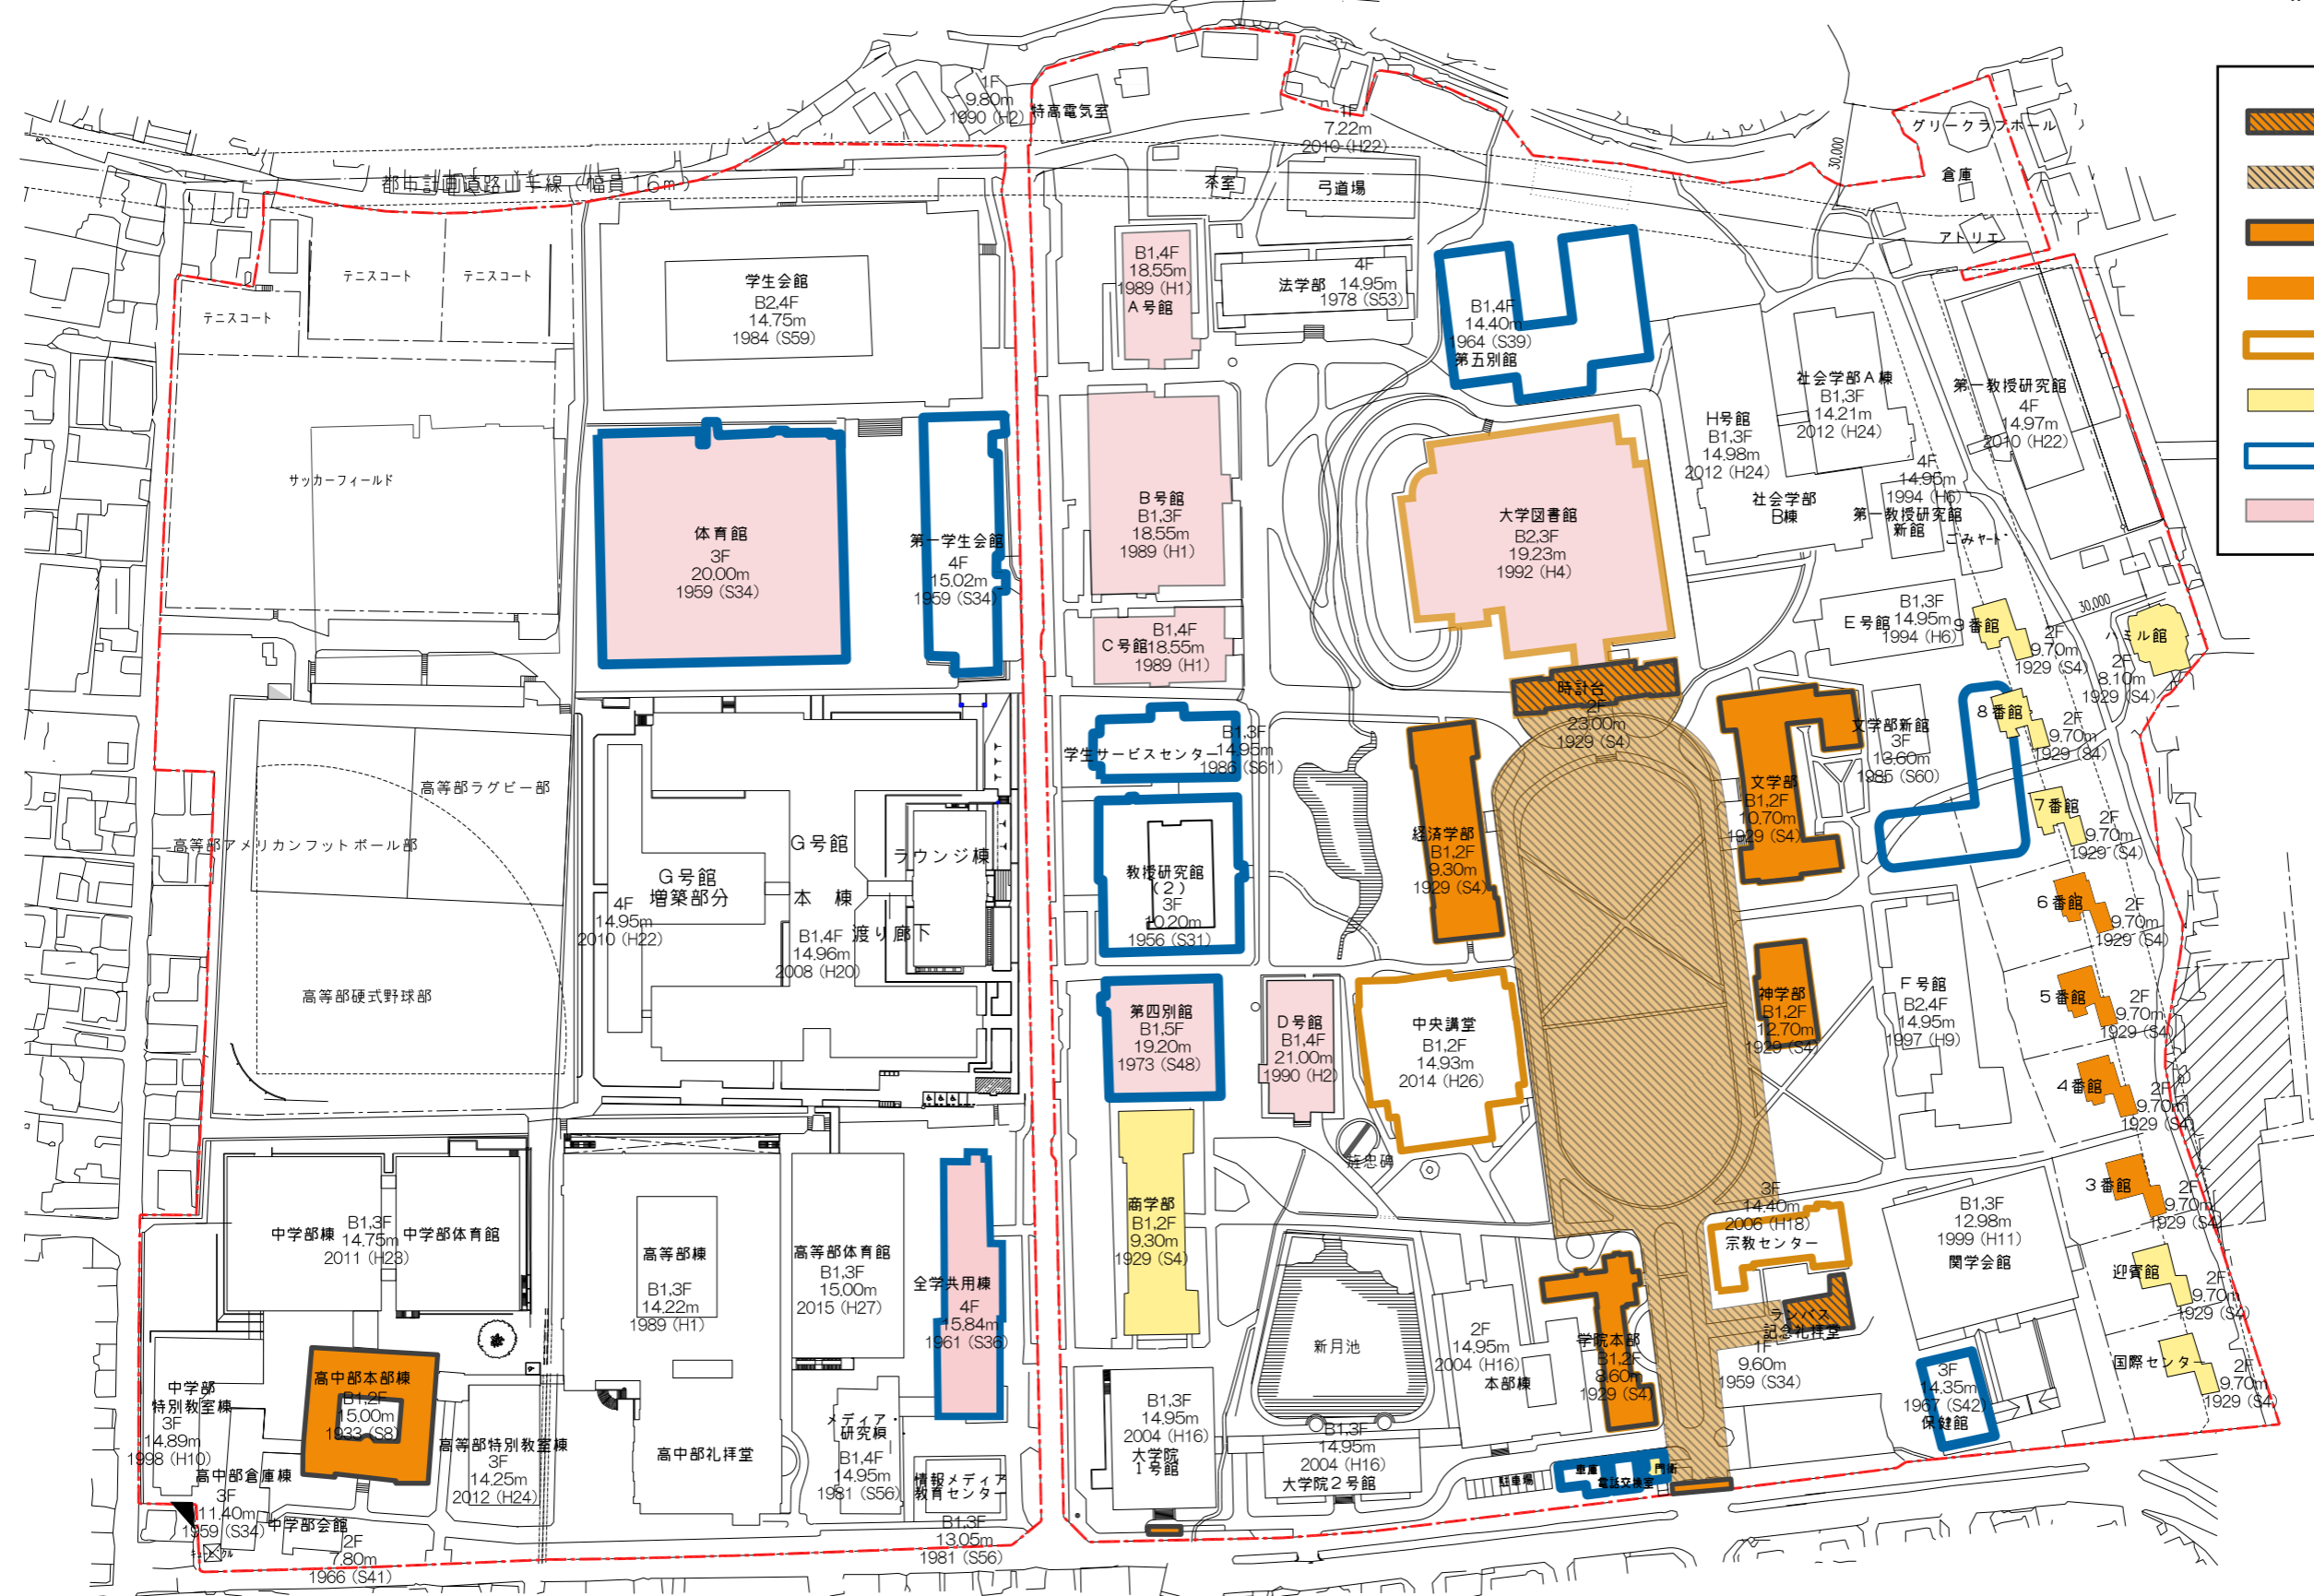 1F
9.80m
1990 (H2)
特高電気室
1F
7.22m
2010 (H22)
グリークラブホール
30,000
都市計画道路山手線（幅員16m）
茶室
弓道場
倉庫
アトリエ
テニスコート
テニスコート
テニスコート
学生会館
B2,4F
14.75m
1984 (S59)
B1,4F
18.55m
1989 (H1)
A号館
法学部
4F
14.95m
1978 (S53)
B1,4F
14.40m
1964 (S39)
第五別館
H号館
B1,3F
14.98m
2012 (H24)
社会学部A棟
B1,3F
14.21m
2012 (H24)
第一教授研究館
4F
14.97m
2010 (H22)
サッカーフィールド
体育館
3F
20.00m
1959 (S34)
第一学生会館
4F
15.02m
1959 (S34)
B号館
B1,3F
18.55m
1989 (H1)
大学図書館
B2,3F
19.23m
1992 (H4)
社会学部
B棟
4F
14.95m
1994 (H6)
第一教授研究館
新館
ごみヤート゛
C号館
B1,4F
18.55m
1989 (H1)
E号館
B1,3F
14.95m
1994 (H6)
9番館
2F
9.70m
1929 (S4)
30,000
ハミル館
2F
8.10m
1929 (S4)
時計台
2F
23.00m
1929 (S4)
8番館
2F
9.70m
1929 (S4)
学生サービスセンター
B1,3F
14.95m
1986 (S61)
文学部新館
3F
13.60m
1985 (S60)
文学部
B1,2F
10.70m
1929 (S4)
7番館
2F
9.70m
1929 (S4)
高等部ラグビー部
高等部アメリカンフットボール部
高等部硬式野球部
G号館
本　棟
B1,4F
14.96m
2008 (H20)
ラウンジ棟
渡り廊下
G号館
増築部分
4F
14.95m
2010 (H22)
教授研究館
(2)
3F
10.20m
1956 (S31)
経済学部
B1,2F
9.30m
1929 (S4)
6番館
2F
9.70m
1929 (S4)
第四別館
B1,5F
19.20m
1973 (S48)
D号館
B1,4F
21.00m
1990 (H2)
中央講堂
B1,2F
14.93m
2014 (H26)
神学部
B1,2F
12.70m
1929 (S4)
F号館
B2,4F
14.95m
1997 (H9)
5番館
2F
9.70m
1929 (S4)
4番館
2F
9.70m
1929 (S4)
旌忠碑
中学部棟
B1,3F
14.75m
2011 (H23)
中学部体育館
高等部棟
B1,3F
14.22m
1989 (H1)
高等部体育館
B1,3F
15.00m
2015 (H27)
全学共用棟
4F
15.84m
1961 (S36)
商学部
B1,2F
9.30m
1929 (S4)
3F
14.40m
2006 (H18)
宗教センター
B1,3F
12.98m
1999 (H11)
関学会館
3番館
2F
9.70m
1929 (S4)
迎賓館
2F
9.70m
1929 (S4)
新月池
2F
14.95m
2004 (H16)
本部棟
学院本部
B1,2F
8.60m
1929 (S4)
ランバス
記念礼拝堂
1F
9.60m
1959 (S34)
国際センター
2F
9.70m
1929 (S4)
3F
14.35m
1967 (S42)
保健館
高中部本部棟
B1,2F
15.00m
1933 (S8)
中学部
特別教室棟
3F
14.89m
1998 (H10)
高等部特別教室棟
3F
14.25m
2012 (H24)
高中部礼拝堂
メディア・
研究棟
B1,4F
14.95m
1981 (S56)
情報メディア
教育センター
B1,3F
13.05m
1981 (S56)
B1,3F
14.95m
2004 (H16)
大学院
1号館
B1,3F
14.95m
2004 (H16)
大学院2号館
駐車場
車庫
電話交換室
門衛
高中部倉庫棟
3F
11.40m
1959 (S34)
中学部会館
2F
7.80m
1966 (S41)
キュービクル